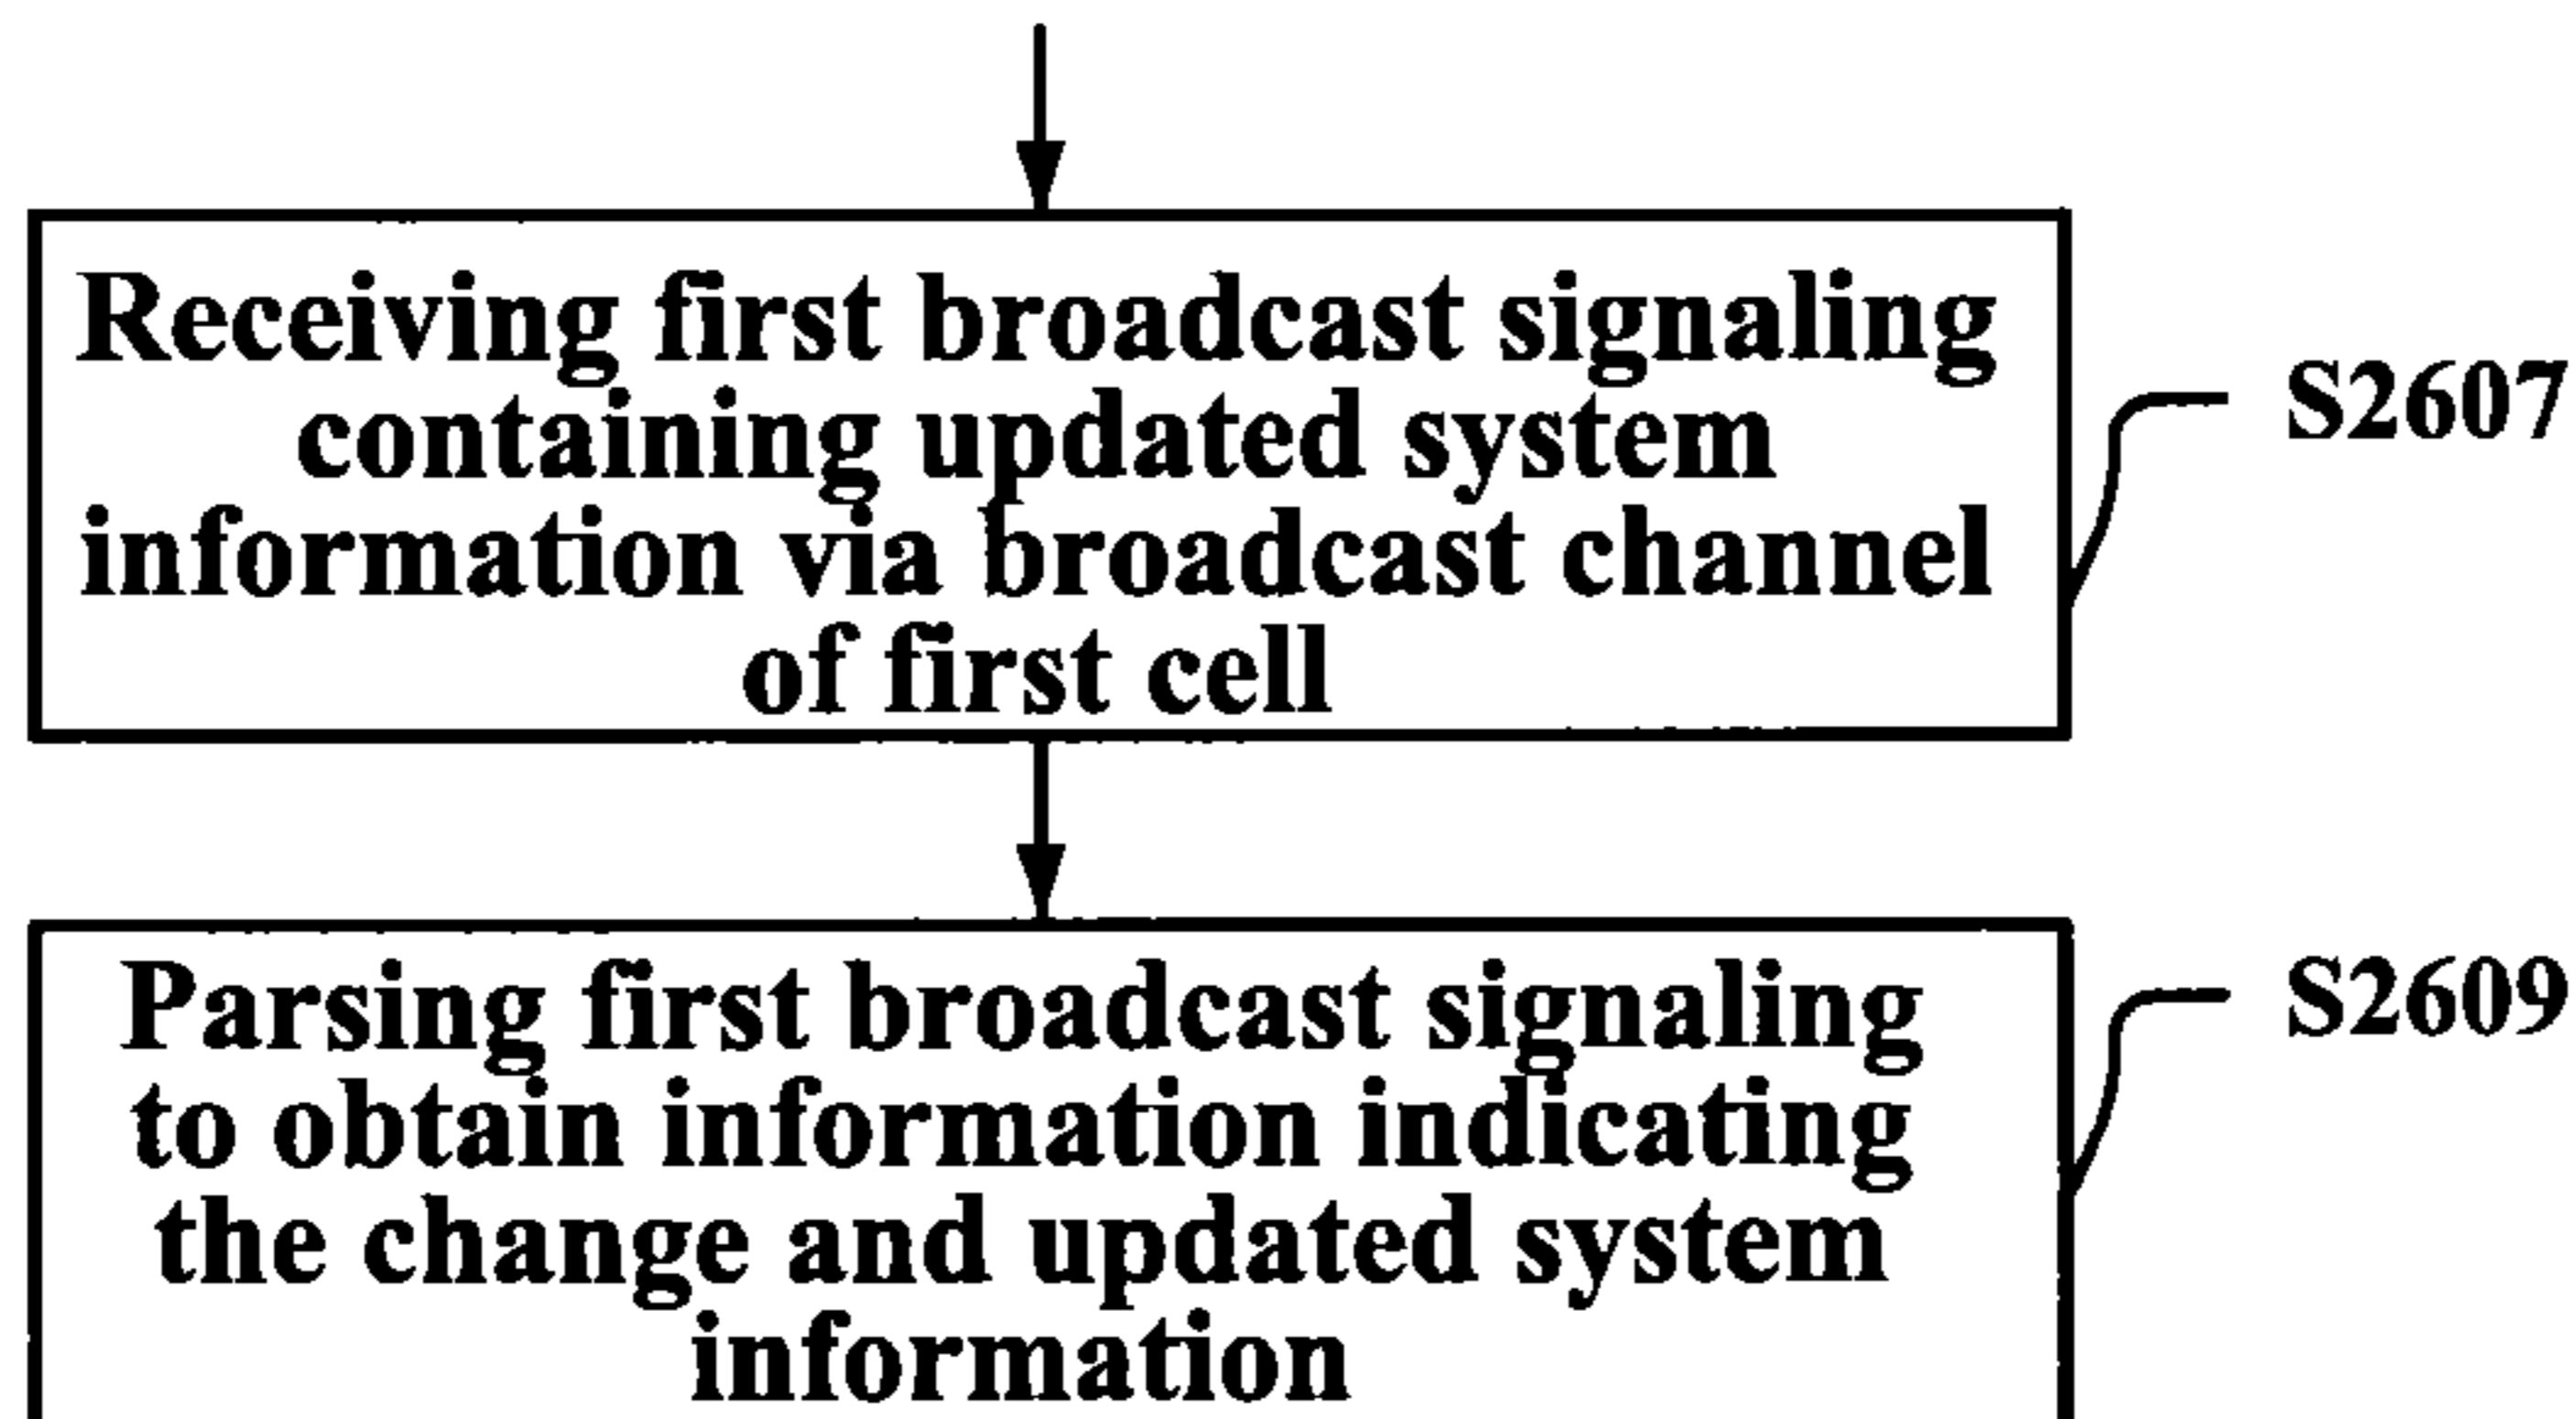 Receiving first broadcast signaling
containing updated system
information via broadcast channel
of first cell
S2607
Parsing first broadcast signaling
to obtain information indicating
the change and updated system
information
S2609